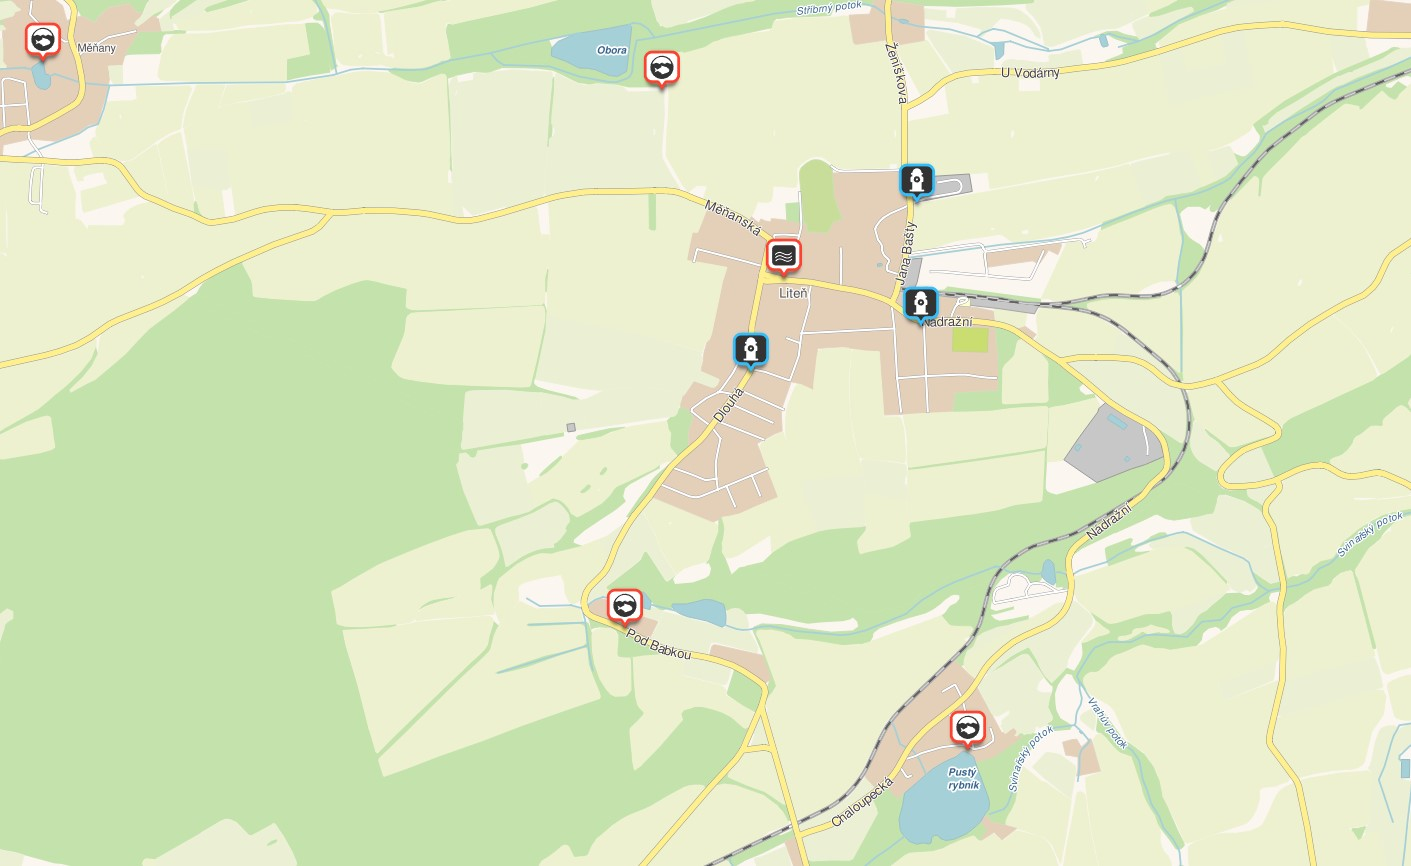 Stříbrný potok
Měňany
Obora
Ženíškova
U Vodárny
Měňanská
Jana Bašty
Liteň
Nádražní
Dlouhá
Nádražní
Svinařský potok
Pod Babkou
Vrahův potok
Svinařský potok
Pustý
rybník
Chaloupecká